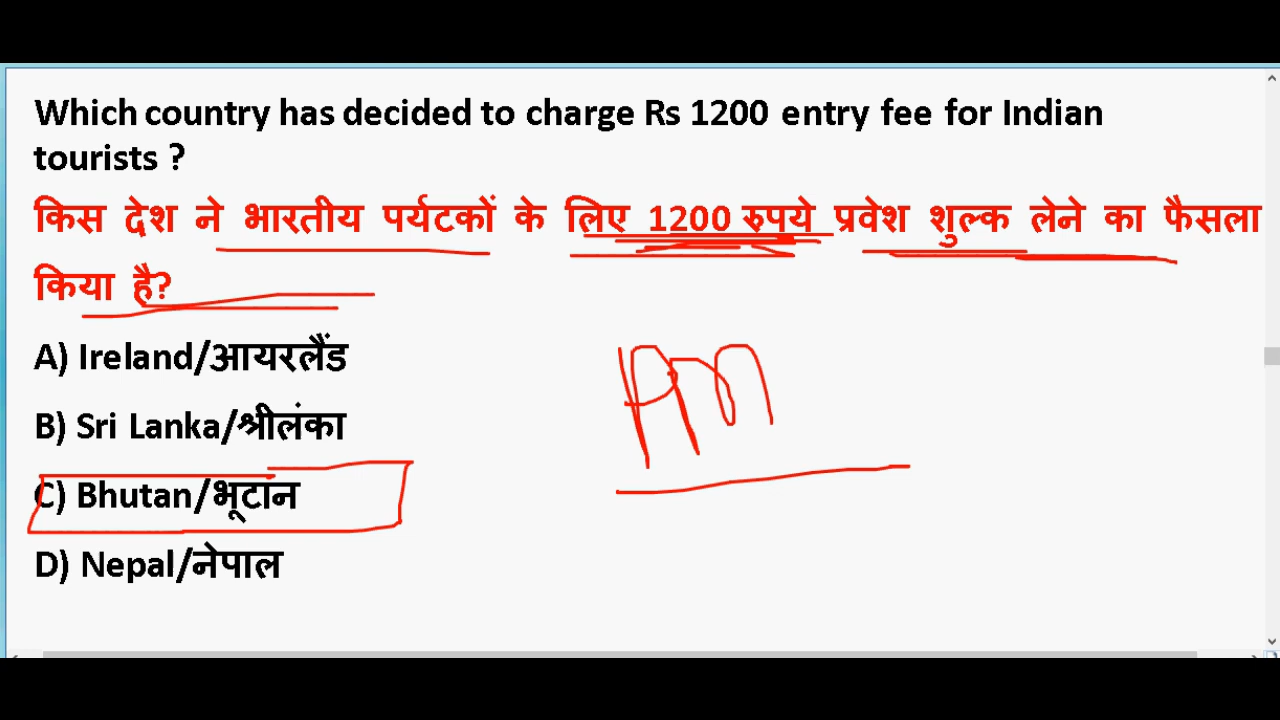 Which country has decided to charge Rs 1200 entry fee for Indian
tourists ?
किस देश ने भारतीय पर्यटकों के लिए 1200 रुपये प्रवेश शुल्क लेने का फैसला
किया है?
A) Ireland/आयरलैंड
B) Sri Lanka/श्रीलंका
C) Bhutan/भूटान
D) Nepal/नेपाल